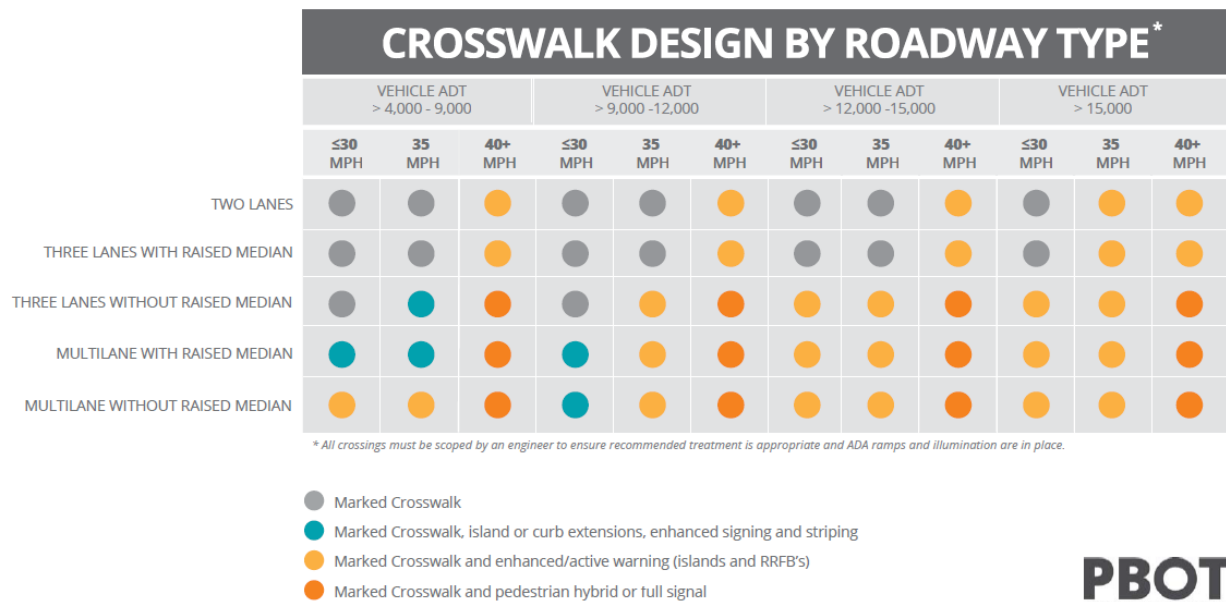 CROSSWALK DESIGN BY ROADWAY TYPE*
VEHICLE ADT > 4,000 - 9,000
VEHICLE ADT > 9,000 -12,000
VEHICLE ADT > 12,000 -15,000
VEHICLE ADT > 15,000
≤30 MPH 35 MPH 40+ MPH ≤30 MPH 35 MPH 40+ MPH ≤30 MPH 35 MPH 40+ MPH ≤30 MPH 35 MPH 40+ MPH
TWO LANES
THREE LANES WITH RAISED MEDIAN
THREE LANES WITHOUT RAISED MEDIAN
MULTILANE WITH RAISED MEDIAN
MULTILANE WITHOUT RAISED MEDIAN
* All crossings must be scoped by an engineer to ensure recommended treatment is appropriate and ADA ramps and illumination are in place.
Marked Crosswalk
Marked Crosswalk, island or curb extensions, enhanced signing and striping
Marked Crosswalk and enhanced/active warning (islands and RRFB's)
Marked Crosswalk and pedestrian hybrid or full signal
PBOT